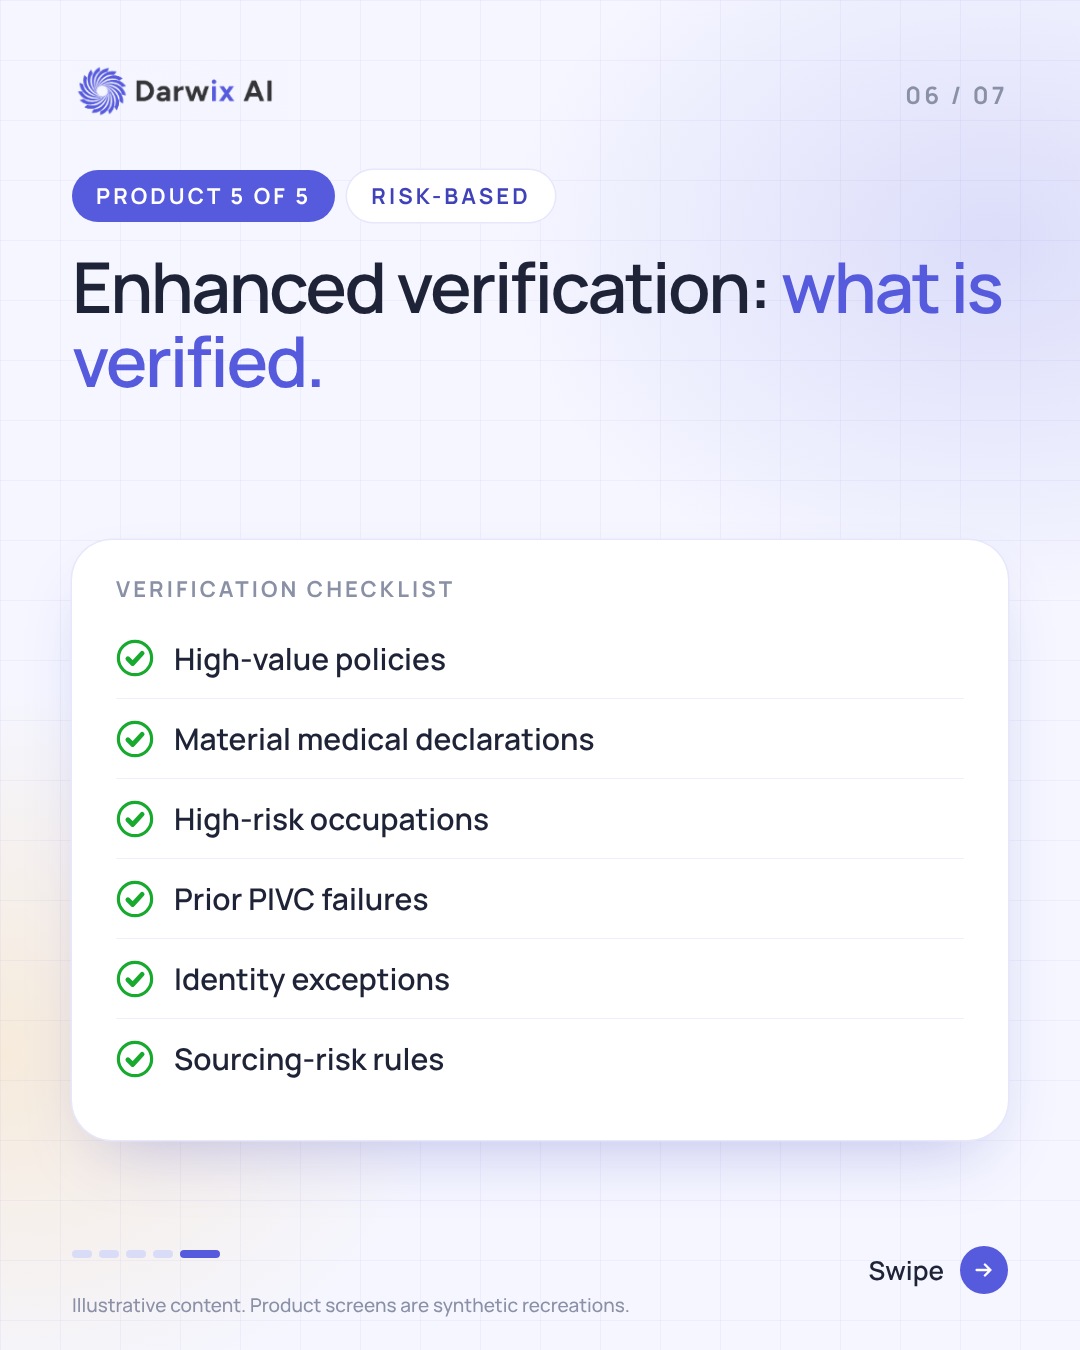 Darwix AI
06 / 07
PRODUCT 5 OF 5
RISK-BASED
Enhanced verification: what is
verified.
VERIFICATION CHECKLIST
High-value policies
Material medical declarations
High-risk occupations
Prior PIVC failures
Identity exceptions
Sourcing-risk rules
Swipe
Illustrative content. Product screens are synthetic recreations.